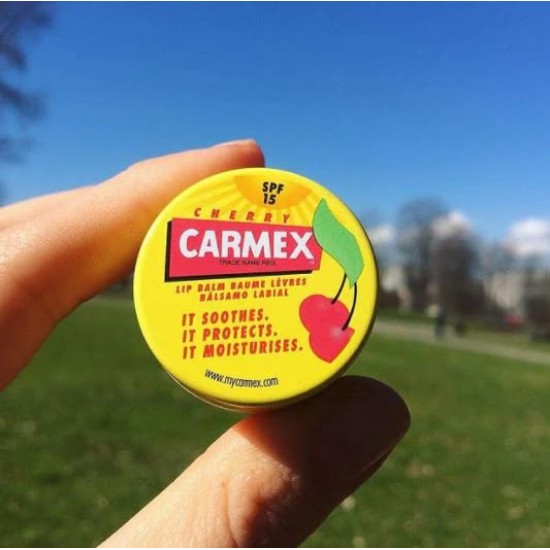 SPF
15
CHERRY
CARMEX
TRADE NAME REG.
LIP BALM BAUME LÈVRES
BÁLSAMO LABIAL
IT SOOTHES.
IT PROTECTS.
IT MOISTURISES.
www.mycarmex.com